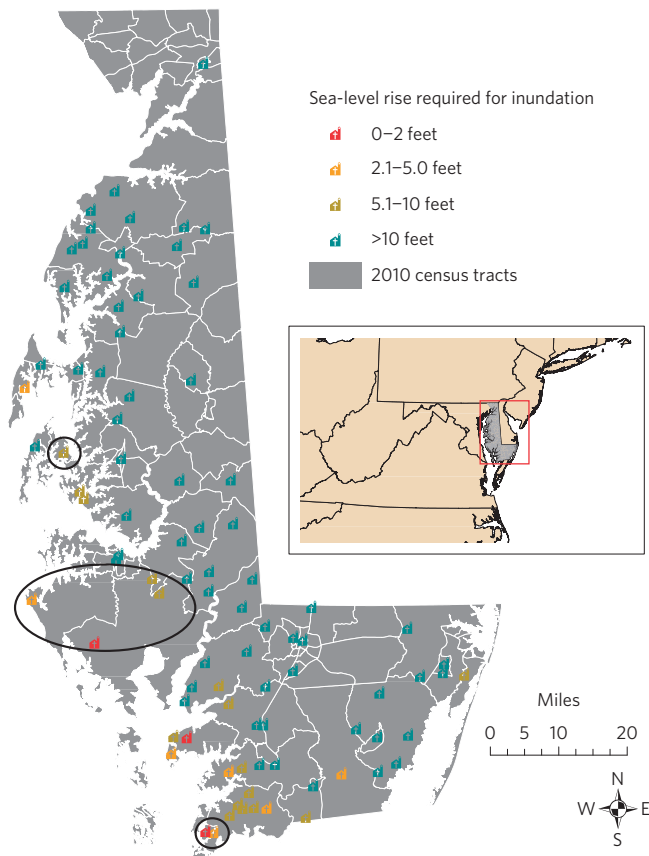 Sea-level rise required for inundation
0–2 feet
2.1–5.0 feet
5.1–10 feet
>10 feet
2010 census tracts
Miles
0 5 10 20
N
W E
S